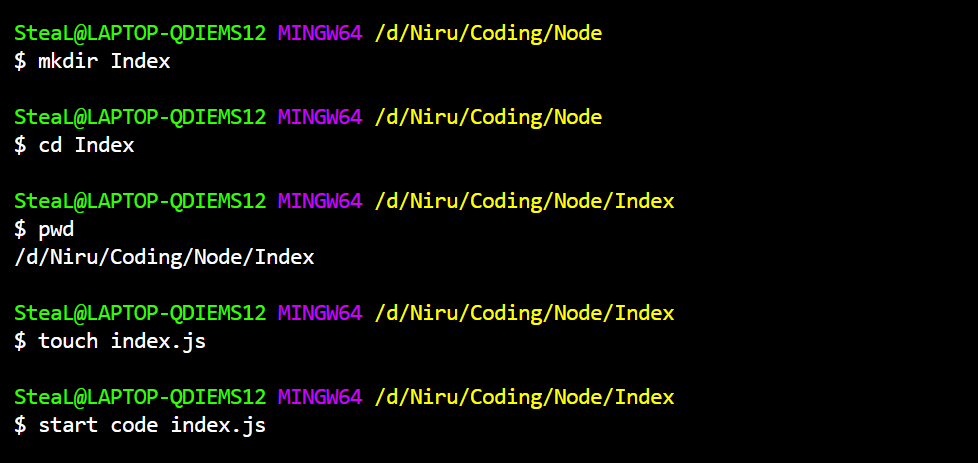 SteaL@LAPTOP-QDIEMS12 MINGW64 /d/Niru/Coding/Node
$ mkdir Index
SteaL@LAPTOP-QDIEMS12 MINGW64 /d/Niru/Coding/Node
$ cd Index
SteaL@LAPTOP-QDIEMS12 MINGW64 /d/Niru/Coding/Node/Index
$ pwd
/d/Niru/Coding/Node/Index
SteaL@LAPTOP-QDIEMS12 MINGW64 /d/Niru/Coding/Node/Index
$ touch index.js
SteaL@LAPTOP-QDIEMS12 MINGW64 /d/Niru/Coding/Node/Index
$ start code index.js